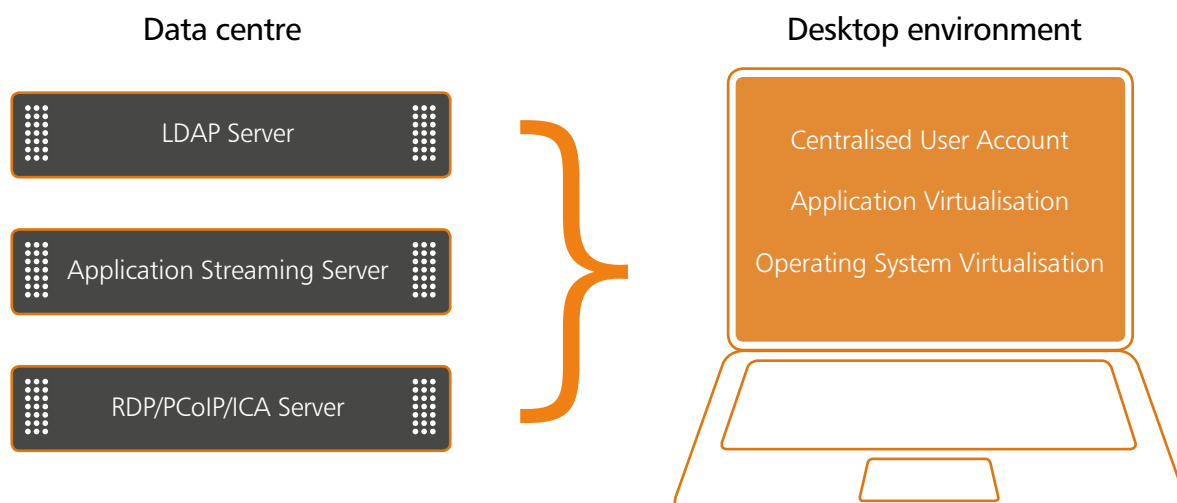 Data centre
LDAP Server
Application Streaming Server
RDP/PCoIP/ICA Server
Desktop environment
Centralised User Account
Application Virtualisation
Operating System Virtualisation